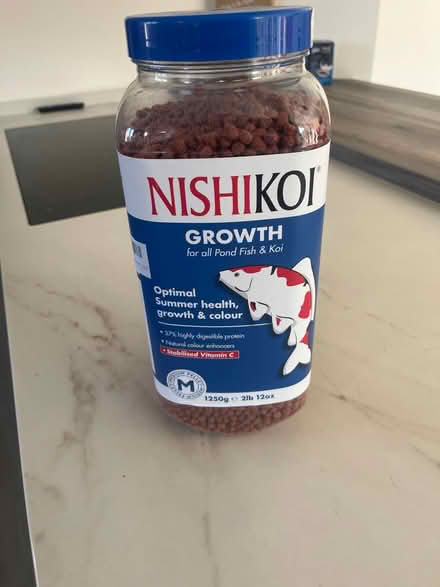 NISHIKOI®
GROWTH
for all Pond Fish & Koi
Optimal
Summer health,
growth & colour
• 37% highly digestible protein
• Natural colour enhancers
• Stabilised Vitamin C
M
1250g ℮ 2lb 12oz